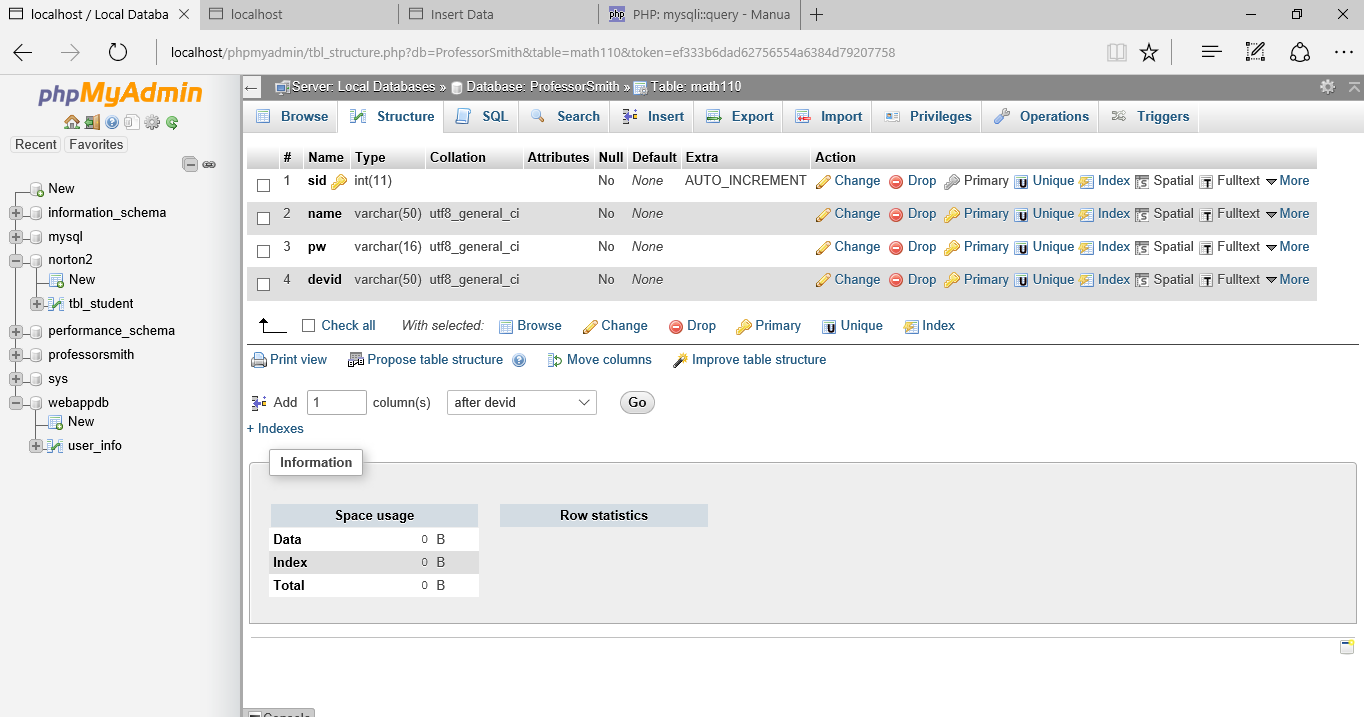 localhost / Local Databa
localhost
Insert Data
php PHP: mysqli::query - Manua
localhost/phpmyadmin/tbl_structure.php?db=ProfessorSmith&table=math110&token=ef333b6dad62756554a6384d79207758
phpMyAdmin
Recent Favorites
New
information_schema
mysql
norton2
New
tbl_student
performance_schema
professorsmith
sys
webappdb
New
user_info
Server: Local Databases » Database: ProfessorSmith » Table: math110
Browse Structure SQL Search Insert Export Import Privileges Operations Triggers
# Name Type Collation Attributes Null Default Extra Action
1 sid int(11) No None AUTO_INCREMENT Change Drop Primary Unique Index Spatial Fulltext More
2 name varchar(50) utf8_general_ci No None Change Drop Primary Unique Index Spatial Fulltext More
3 pw varchar(16) utf8_general_ci No None Change Drop Primary Unique Index Spatial Fulltext More
4 devid varchar(50) utf8_general_ci No None Change Drop Primary Unique Index Spatial Fulltext More
Check all With selected: Browse Change Drop Primary Unique Index
Print view Propose table structure Move columns Improve table structure
Add 1 column(s) after devid Go
+ Indexes
Information
Space usage
Data 0 B
Index 0 B
Total 0 B
Row statistics
Console